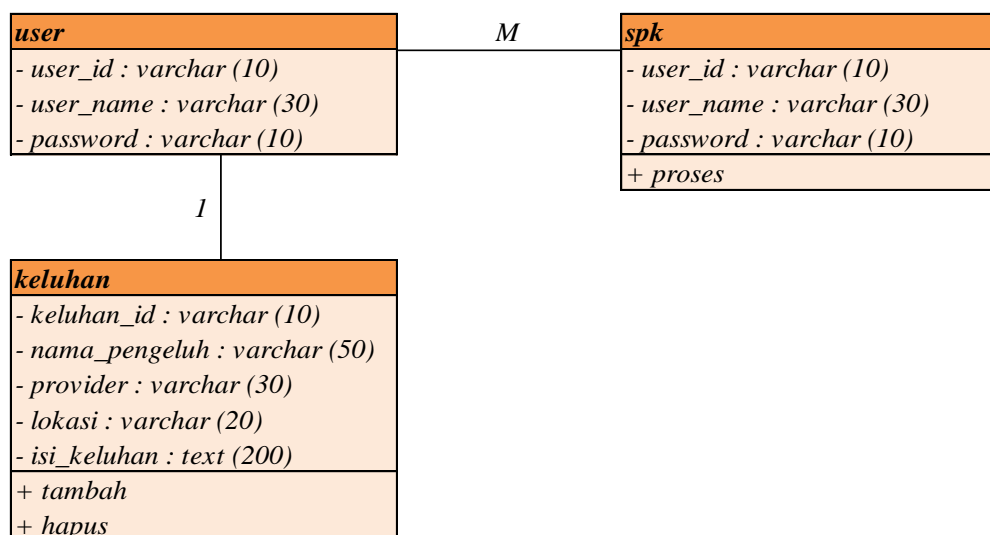 user
- user_id : varchar (10)
- user_name : varchar (30)
- password : varchar (10)
M
spk
- user_id : varchar (10)
- user_name : varchar (30)
- password : varchar (10)
+ proses
1
keluhan
- keluhan_id : varchar (10)
- nama_pengeluh : varchar (50)
- provider : varchar (30)
- lokasi : varchar (20)
- isi_keluhan : text (200)
+ tambah
+ hapus